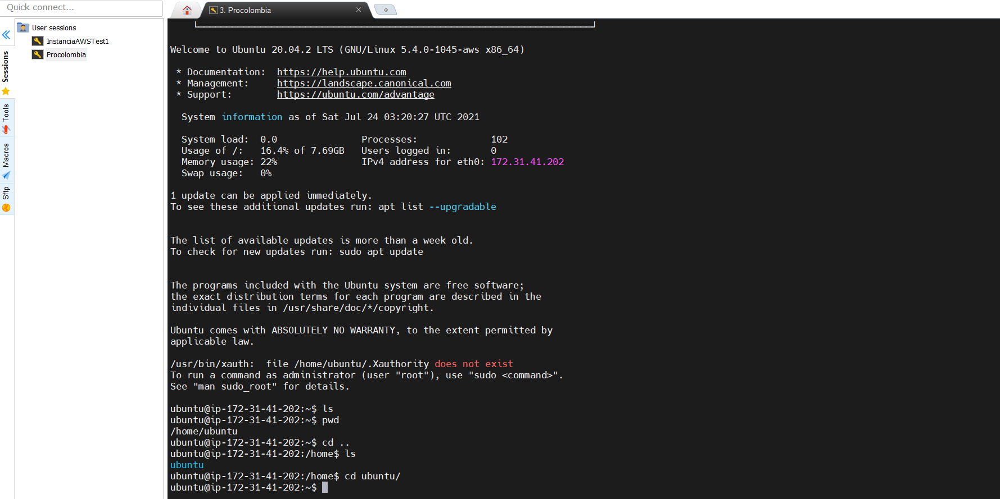 Quick connect...
3. Procolombia
User sessions
InstanciaAWSTest1
Procolombia
Sessions
Tools
Macros
Sftp
Welcome to Ubuntu 20.04.2 LTS (GNU/Linux 5.4.0-1045-aws x86_64)
* Documentation:  https://help.ubuntu.com
* Management:     https://landscape.canonical.com
* Support:        https://ubuntu.com/advantage
System information as of Sat Jul 24 03:20:27 UTC 2021
System load:  0.0               Processes:             102
Usage of /:   16.4% of 7.69GB   Users logged in:       0
Memory usage: 22%               IPv4 address for eth0: 172.31.41.202
Swap usage:   0%
1 update can be applied immediately.
To see these additional updates run: apt list --upgradable
The list of available updates is more than a week old.
To check for new updates run: sudo apt update
The programs included with the Ubuntu system are free software;
the exact distribution terms for each program are described in the
individual files in /usr/share/doc/*/copyright.
Ubuntu comes with ABSOLUTELY NO WARRANTY, to the extent permitted by
applicable law.
/usr/bin/xauth:  file /home/ubuntu/.Xauthority does not exist
To run a command as administrator (user "root"), use "sudo <command>".
See "man sudo_root" for details.
ubuntu@ip-172-31-41-202:~$ ls
ubuntu@ip-172-31-41-202:~$ pwd
/home/ubuntu
ubuntu@ip-172-31-41-202:~$ cd ..
ubuntu@ip-172-31-41-202:/home$ ls
ubuntu
ubuntu@ip-172-31-41-202:/home$ cd ubuntu/
ubuntu@ip-172-31-41-202:~$